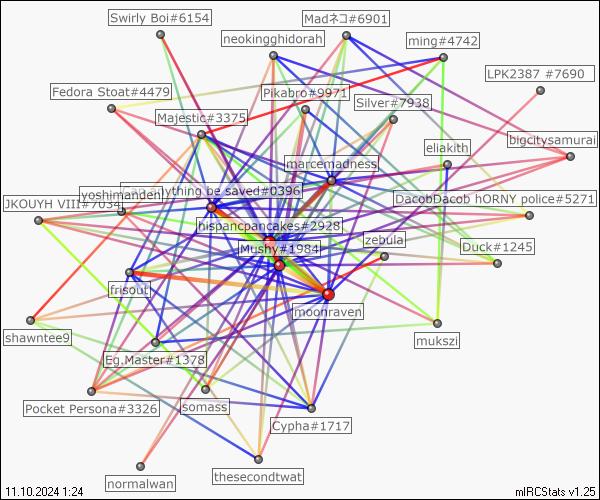 Swirly Boi#6154
Madネコ#6901
neokingghidorah
ming#4742
LPK2387 #7690
Fedora Stoat#4479
Pikabro#9971
Silver#7938
Majestic#3375
eliakith
bigcitysamurai
marcemadness
yoshimandeh
anything be saved#0396
JKOUYH VIII#7034
DacobDacob hORNY police#5271
hispancpancakes#2928
zebula
Mushy#1984
Duck#1245
frisout
moonraven
shawntee9
mukszi
Eg.Master#1378
Pocket Persona#3326
somass
Cypha#1717
normalwan
thesecondtwat
11.10.2024 1:24
mIRCStats v1.25